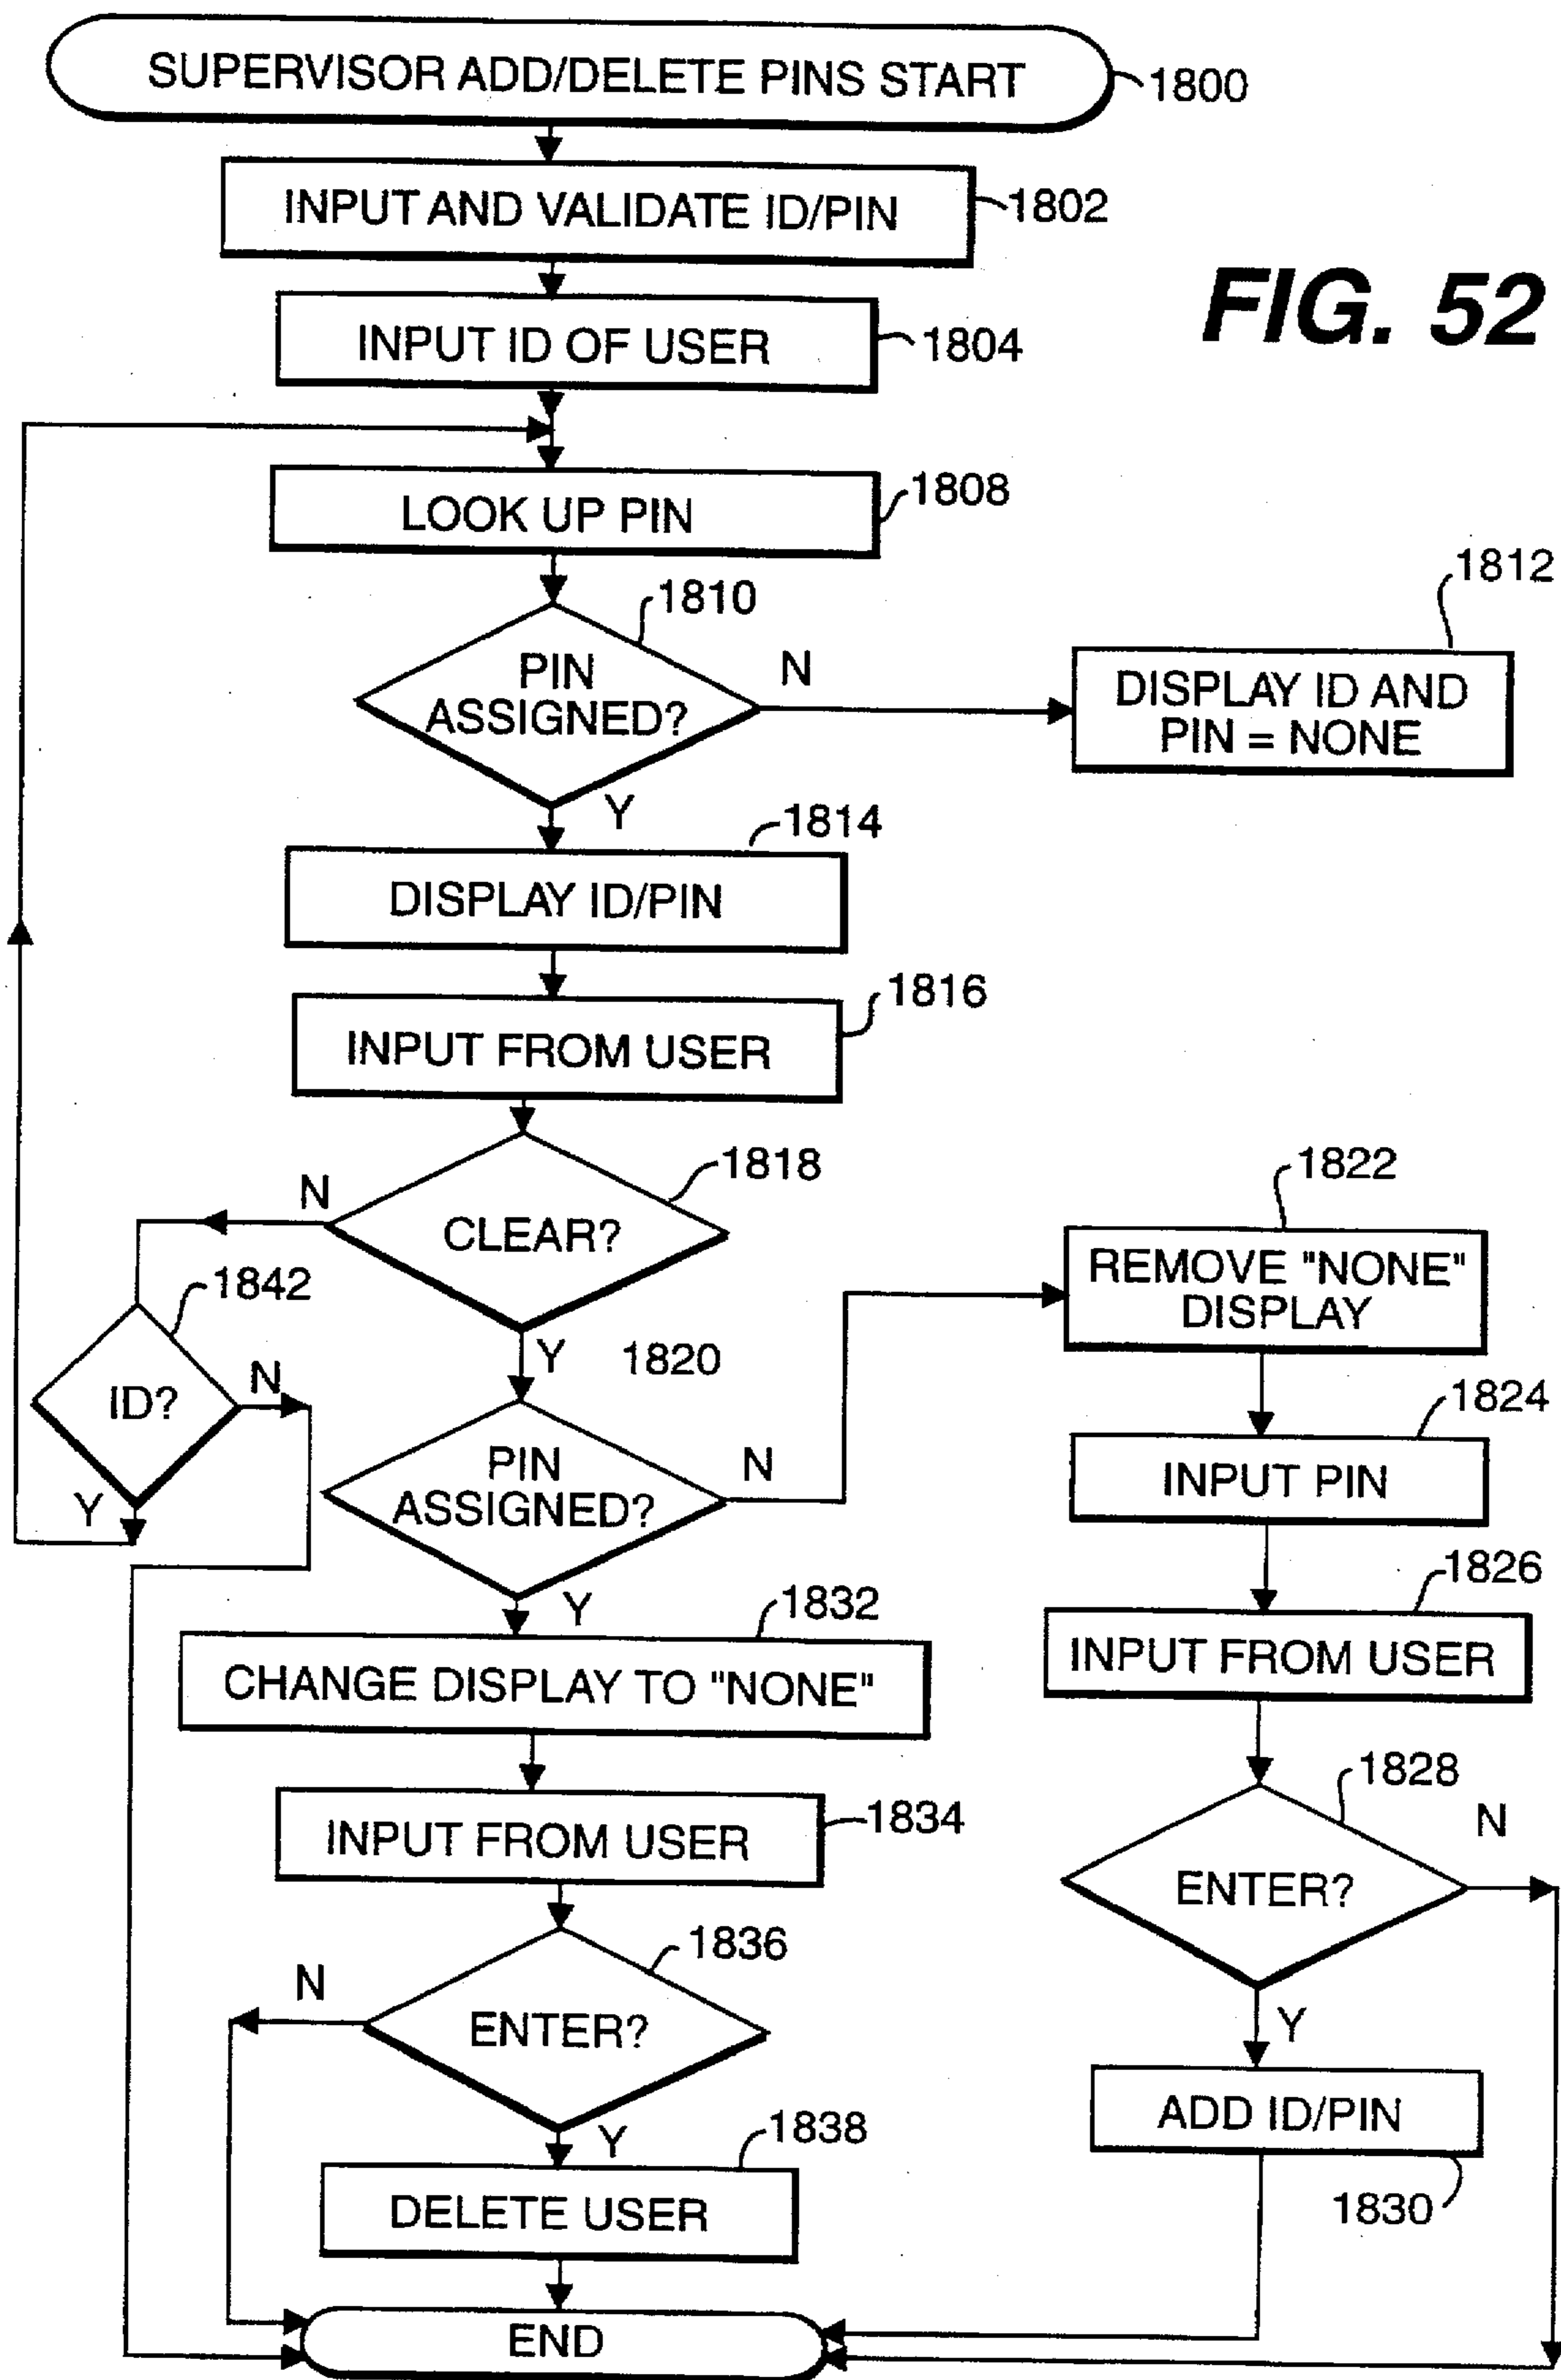 SUPERVISOR ADD/DELETE PINS START
1800
INPUT AND VALIDATE ID/PIN
1802
FIG. 52
INPUT ID OF USER
1804
LOOK UP PIN
1808
1810
PIN
ASSIGNED?
N
Y
1812
DISPLAY ID AND
PIN = NONE
1814
DISPLAY ID/PIN
1816
INPUT FROM USER
1818
CLEAR?
N
Y
1842
ID?
N
Y
1820
PIN
ASSIGNED?
N
Y
1822
REMOVE "NONE"
DISPLAY
1824
INPUT PIN
1826
INPUT FROM USER
1828
ENTER?
N
Y
ADD ID/PIN
1830
1832
CHANGE DISPLAY TO "NONE"
1834
INPUT FROM USER
1836
ENTER?
N
Y
1838
DELETE USER
END